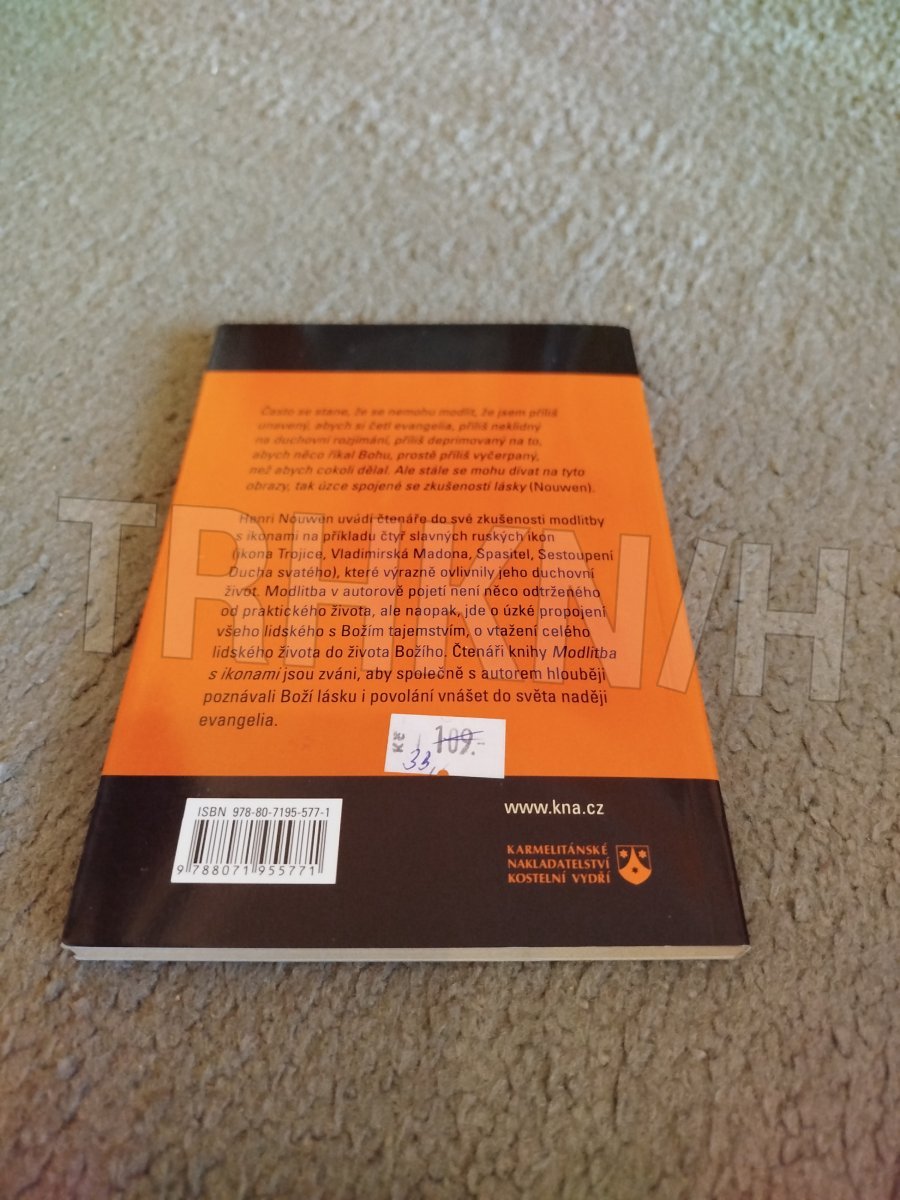 Často se stane, že se nemohu modlit, že jsem příliš
unavený, abych si četl evangelia, příliš neklidný
na duchovní rozjímání, příliš deprimovaný na to,
abych něco říkal Bohu, prostě příliš vyčerpaný,
než abych cokoli dělal. Ale stále se mohu dívat na tyto
obrazy, tak úzce spojené se zkušeností lásky (Nouwen).
Henri Nouwen uvádí čtenáře do své zkušenosti modlitby
s ikonami na příkladu čtyř slavných ruských ikon
(ikona Trojice, Vladimirská Madona, Spasitel, Sestoupení
Ducha svatého), které výrazně ovlivnily jeho duchovní
život. Modlitba v autorově pojetí není něco odtrženého
od praktického života, ale naopak, jde o úzké propojení
všeho lidského s Božím tajemstvím, o vtažení celého
lidského života do života Božího. Čtenáři knihy Modlitba
s ikonami jsou zváni, aby společně s autorem hlouběji
poznávali Boží lásku i povolání vnášet do světa naději
evangelia.
Kč 109.-
33,
ISBN 978-80-7195-577-1
9 788071 955771
www.kna.cz
KARMELITÁNSKÉ
NAKLADATELSTVÍ
KOSTELNÍ VYDŘÍ
TRHKNIH